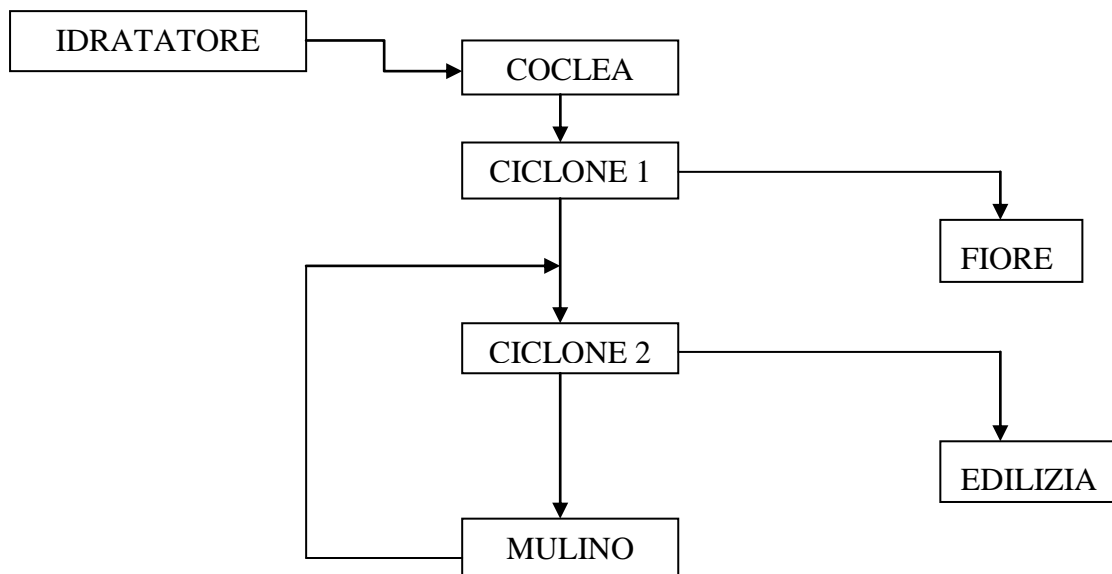 IDRATATORE
COCLEA
CICLONE 1
FIORE
CICLONE 2
EDILIZIA
MULINO